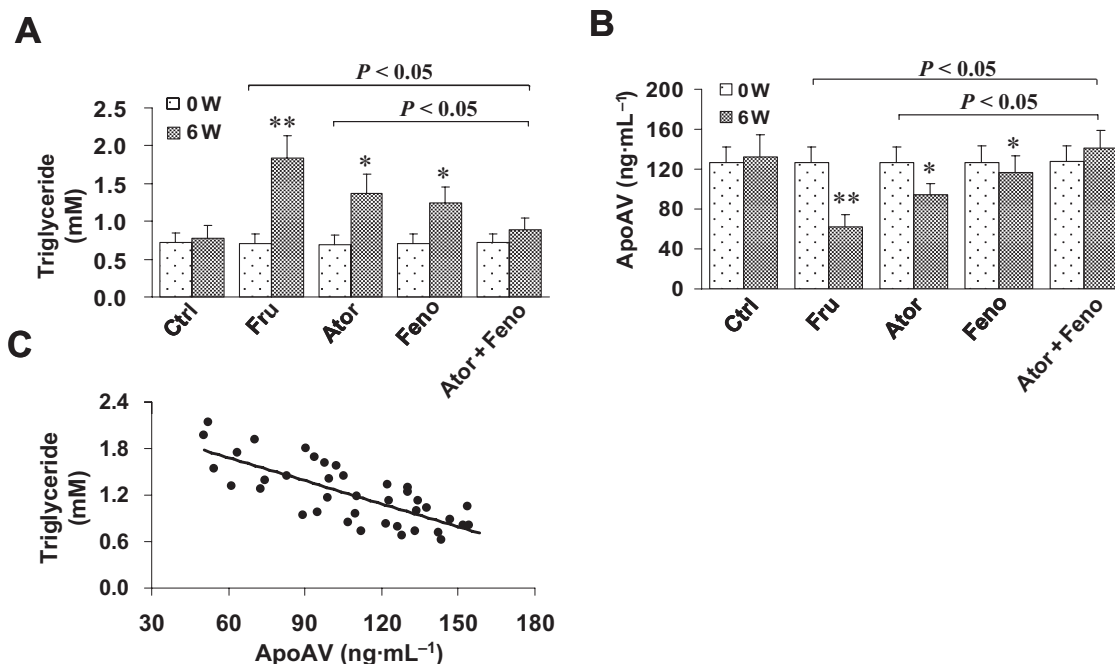 A
P < 0.05
P < 0.05
0 W
6 W
**
*
*
Triglyceride
(mM)
2.5
2.0
1.5
1.0
0.5
0.0
Ctrl
Fru
Ator
Feno
Ator + Feno
B
P < 0.05
P < 0.05
0 W
6 W
**
*
*
ApoAV (ng·mL⁻¹)
200
160
120
80
40
0
Ctrl
Fru
Ator
Feno
Ator + Feno
C
Triglyceride
(mM)
2.4
1.8
1.2
0.6
0.0
30 60 90 120 150 180
ApoAV (ng·mL⁻¹)